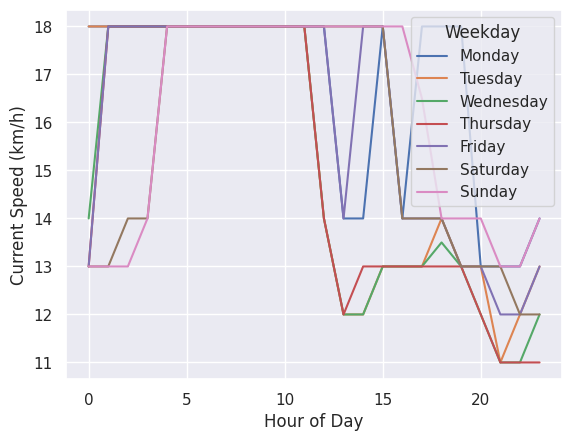 18
17
16
15
14
13
12
11
Current Speed (km/h)
0
5
10
15
20
Hour of Day
Weekday
Monday
Tuesday
Wednesday
Thursday
Friday
Saturday
Sunday